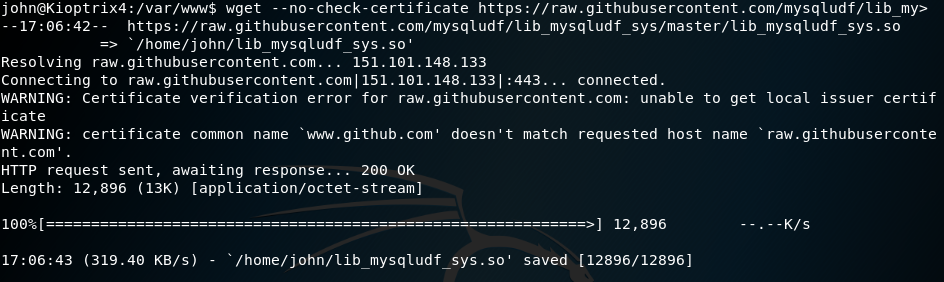 john@Kioptrix4:/var/www$ wget --no-check-certificate https://raw.githubusercontent.com/mysqludf/lib_my>
--17:06:42--  https://raw.githubusercontent.com/mysqludf/lib_mysqludf_sys/master/lib_mysqludf_sys.so
           => `/home/john/lib_mysqludf_sys.so'
Resolving raw.githubusercontent.com... 151.101.148.133
Connecting to raw.githubusercontent.com|151.101.148.133|:443... connected.
WARNING: Certificate verification error for raw.githubusercontent.com: unable to get local issuer certif
icate
WARNING: certificate common name `www.github.com' doesn't match requested host name `raw.githubuserconte
nt.com'.
HTTP request sent, awaiting response... 200 OK
Length: 12,896 (13K) [application/octet-stream]
100%[============================================================>] 12,896        --.--K/s
17:06:43 (319.40 KB/s) - `/home/john/lib_mysqludf_sys.so' saved [12896/12896]